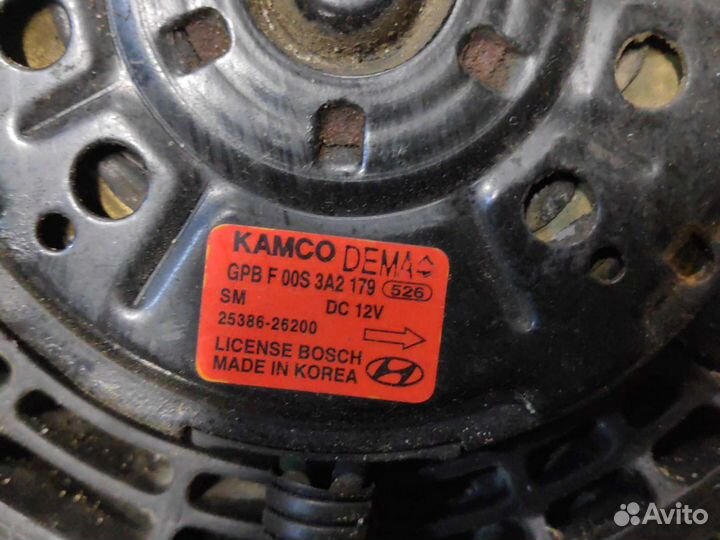 KAMCO DEMA
GPB F 00S 3A2 179 526
SM DC 12V
25386-26200
LICENSE BOSCH
MADE IN KOREA
Avito